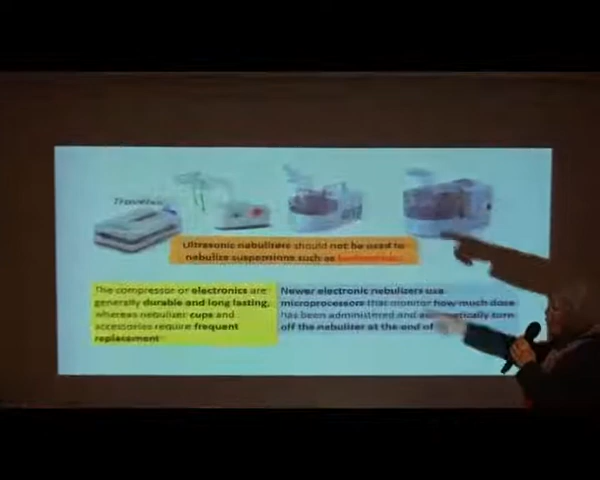 Ultrasonic nebulizers should not be used to
nebulize suspensions such as
The compressor or electronics are
generally durable and long lasting,
whereas nebulizer cups and
accessories require frequent
replacement
Newer electronic nebulizers use
microprocessors that monitor how much dose
has been administered and automatically turn
off the nebulizer at the end of